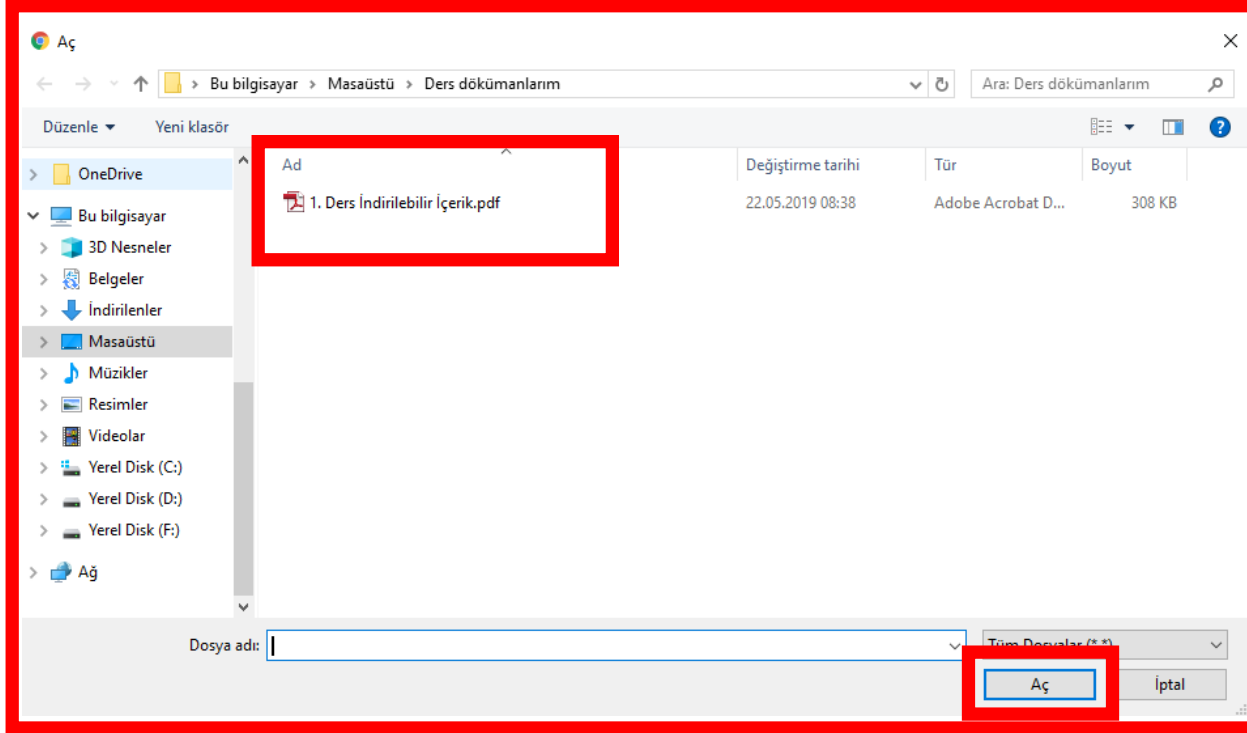 Aç
Bu bilgisayar > Masaüstü > Ders dökümanlarım
Ara: Ders dökümanlarım
Düzenle
Yeni klasör
Ad
Değiştirme tarihi
Tür
Boyut
1. Ders İndirilebilir İçerik.pdf
22.05.2019 08:38
Adobe Acrobat D...
308 KB
OneDrive
Bu bilgisayar
3D Nesneler
Belgeler
İndirilenler
Masaüstü
Müzikler
Resimler
Videolar
Yerel Disk (C:)
Yerel Disk (D:)
Yerel Disk (F:)
Ağ
Dosya adı:
Tüm Dosyalar (*.*)
Aç
İptal